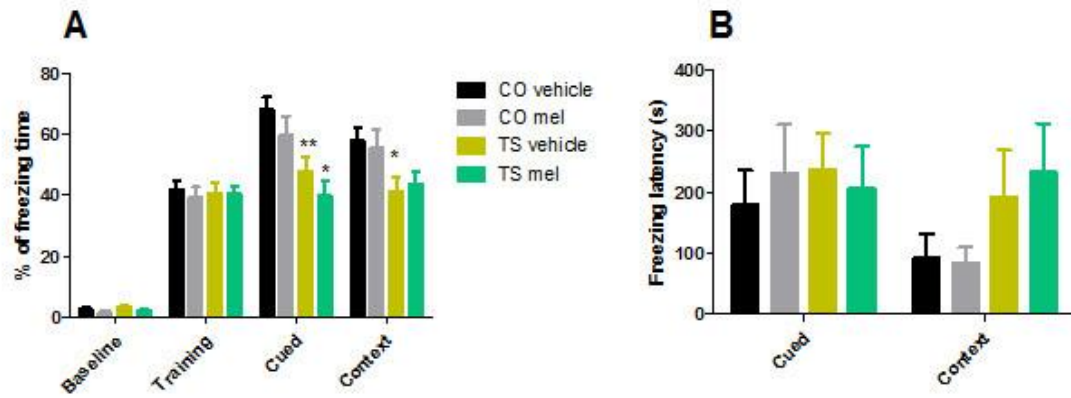 A
% of freezing time
80
60
40
20
0
**
*
*
Baseline
Training
Cued
Context
CO vehicle
CO mel
TS vehicle
TS mel
B
Freezing latency (s)
400
300
200
100
0
Cued
Context